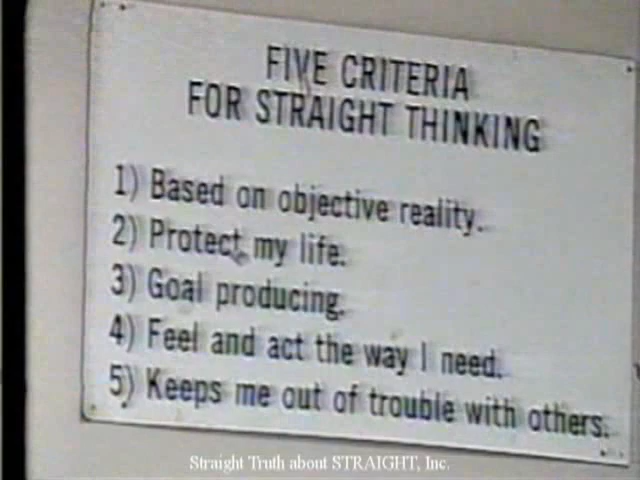 FIVE CRITERIA
FOR STRAIGHT THINKING
1) Based on objective reality.
2) Protect my life.
3) Goal producing.
4) Feel and act the way I need.
5) Keeps me out of trouble with others.
Straight Truth about STRAIGHT, Inc.